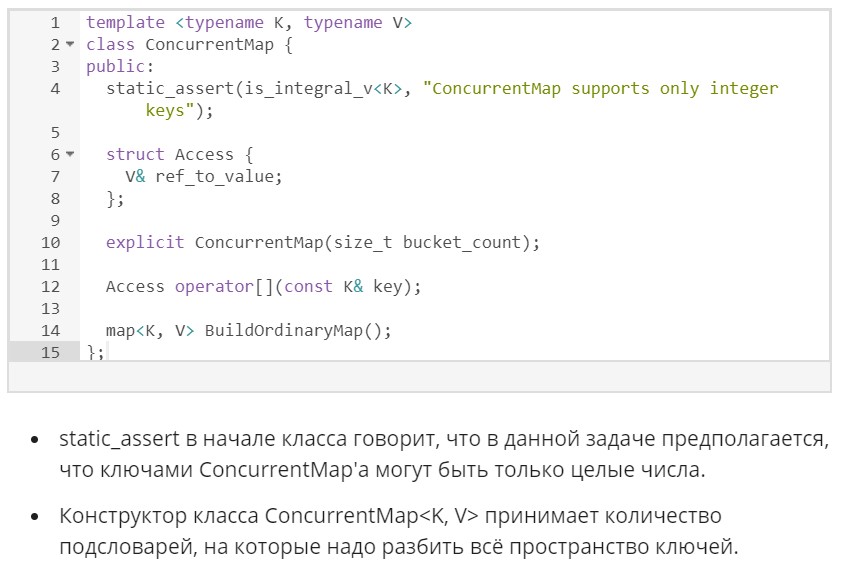 1 template <typename K, typename V>
2 class ConcurrentMap {
3 public:
4 static_assert(is_integral_v<K>, "ConcurrentMap supports only integer
keys");
5
6 struct Access {
7 V& ref_to_value;
8 };
9
10 explicit ConcurrentMap(size_t bucket_count);
11
12 Access operator[](const K& key);
13
14 map<K, V> BuildOrdinaryMap();
15 };
• static_assert в начале класса говорит, что в данной задаче предполагается,
что ключами ConcurrentMap'а могут быть только целые числа.
• Конструктор класса ConcurrentMap<K, V> принимает количество
подсловарей, на которые надо разбить всё пространство ключей.